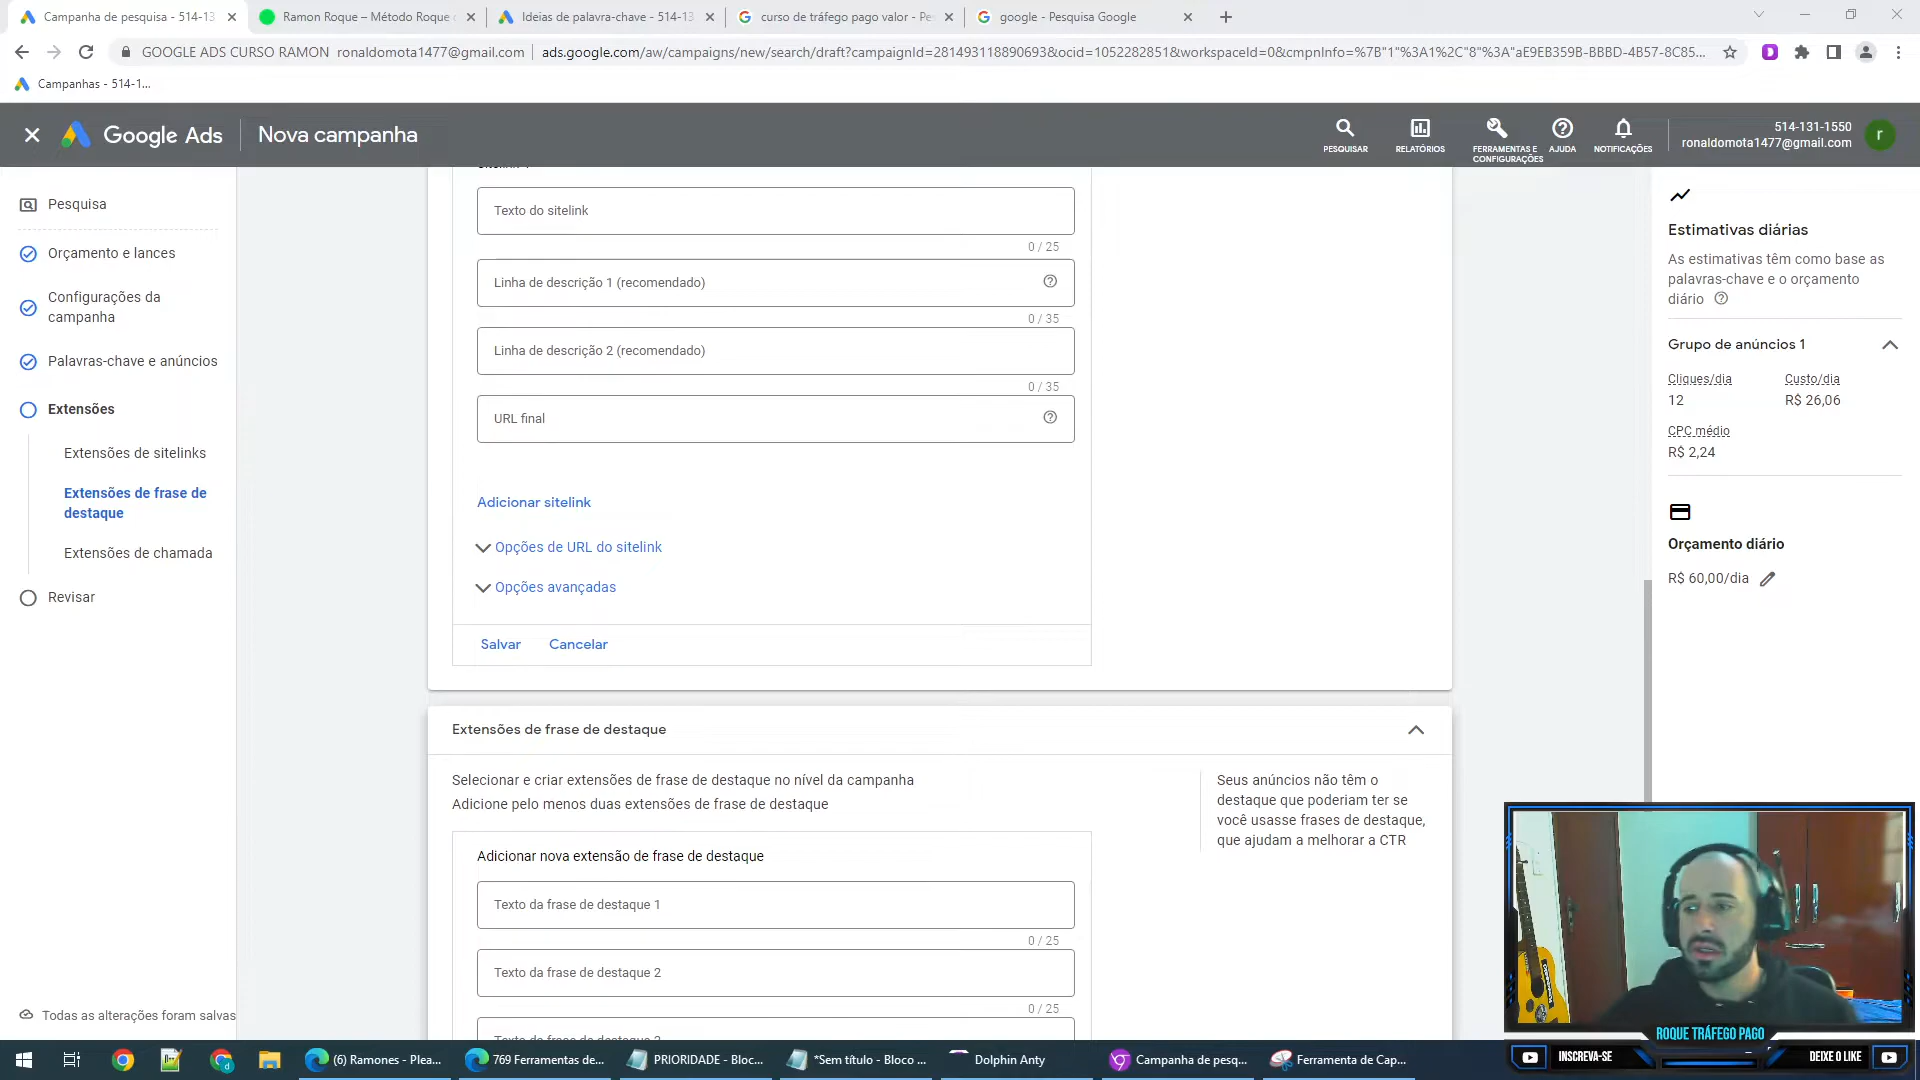 Campanha de pesquisa - 514-13
Ramon Roque – Método Roque
Ideias de palavra-chave - 514-13
curso de tráfego pago valor - Pe
google - Pesquisa Google
GOOGLE ADS CURSO RAMON ronaldomota1477@gmail.com
ads.google.com/aw/campaigns/new/search/draft?campaignId=281493118890693&ocid=1052282851&workspaceId=0&cmpnInfo=%7B"1"%3A1%2C"8"%3A"aE9EB359B-BBBD-4B57-8C85...
Campanhas - 514-1...
Google Ads
Nova campanha
PESQUISAR
RELATÓRIOS
FERRAMENTAS E
CONFIGURAÇÕES
AJUDA
NOTIFICAÇÕES
514-131-1550
ronaldomota1477@gmail.com
r
Pesquisa
Orçamento e lances
Configurações da
campanha
Palavras-chave e anúncios
Extensões
Extensões de sitelinks
Extensões de frase de
destaque
Extensões de chamada
Revisar
Todas as alterações foram salvas
Texto do sitelink
0 / 25
Linha de descrição 1 (recomendado)
0 / 35
Linha de descrição 2 (recomendado)
0 / 35
URL final
Adicionar sitelink
Opções de URL do sitelink
Opções avançadas
Salvar
Cancelar
Extensões de frase de destaque
Selecionar e criar extensões de frase de destaque no nível da campanha
Adicione pelo menos duas extensões de frase de destaque
Adicionar nova extensão de frase de destaque
Texto da frase de destaque 1
0 / 25
Texto da frase de destaque 2
0 / 25
Seus anúncios não têm o
destaque que poderiam ter se
você usasse frases de destaque,
que ajudam a melhorar a CTR
Estimativas diárias
As estimativas têm como base as
palavras-chave e o orçamento
diário
Grupo de anúncios 1
Cliques/dia
12
Custo/dia
R$ 26,06
CPC médio
R$ 2,24
Orçamento diário
R$ 60,00/dia
ROQUE TRÁFEGO PAGO
INSCREVA-SE
DEIXE O LIKE
(6) Ramones - Plea...
769 Ferramentas de...
PRIORIDADE - Bloc...
*Sem título - Bloco ...
Dolphin Anty
Campanha de pesq...
Ferramenta de Cap...